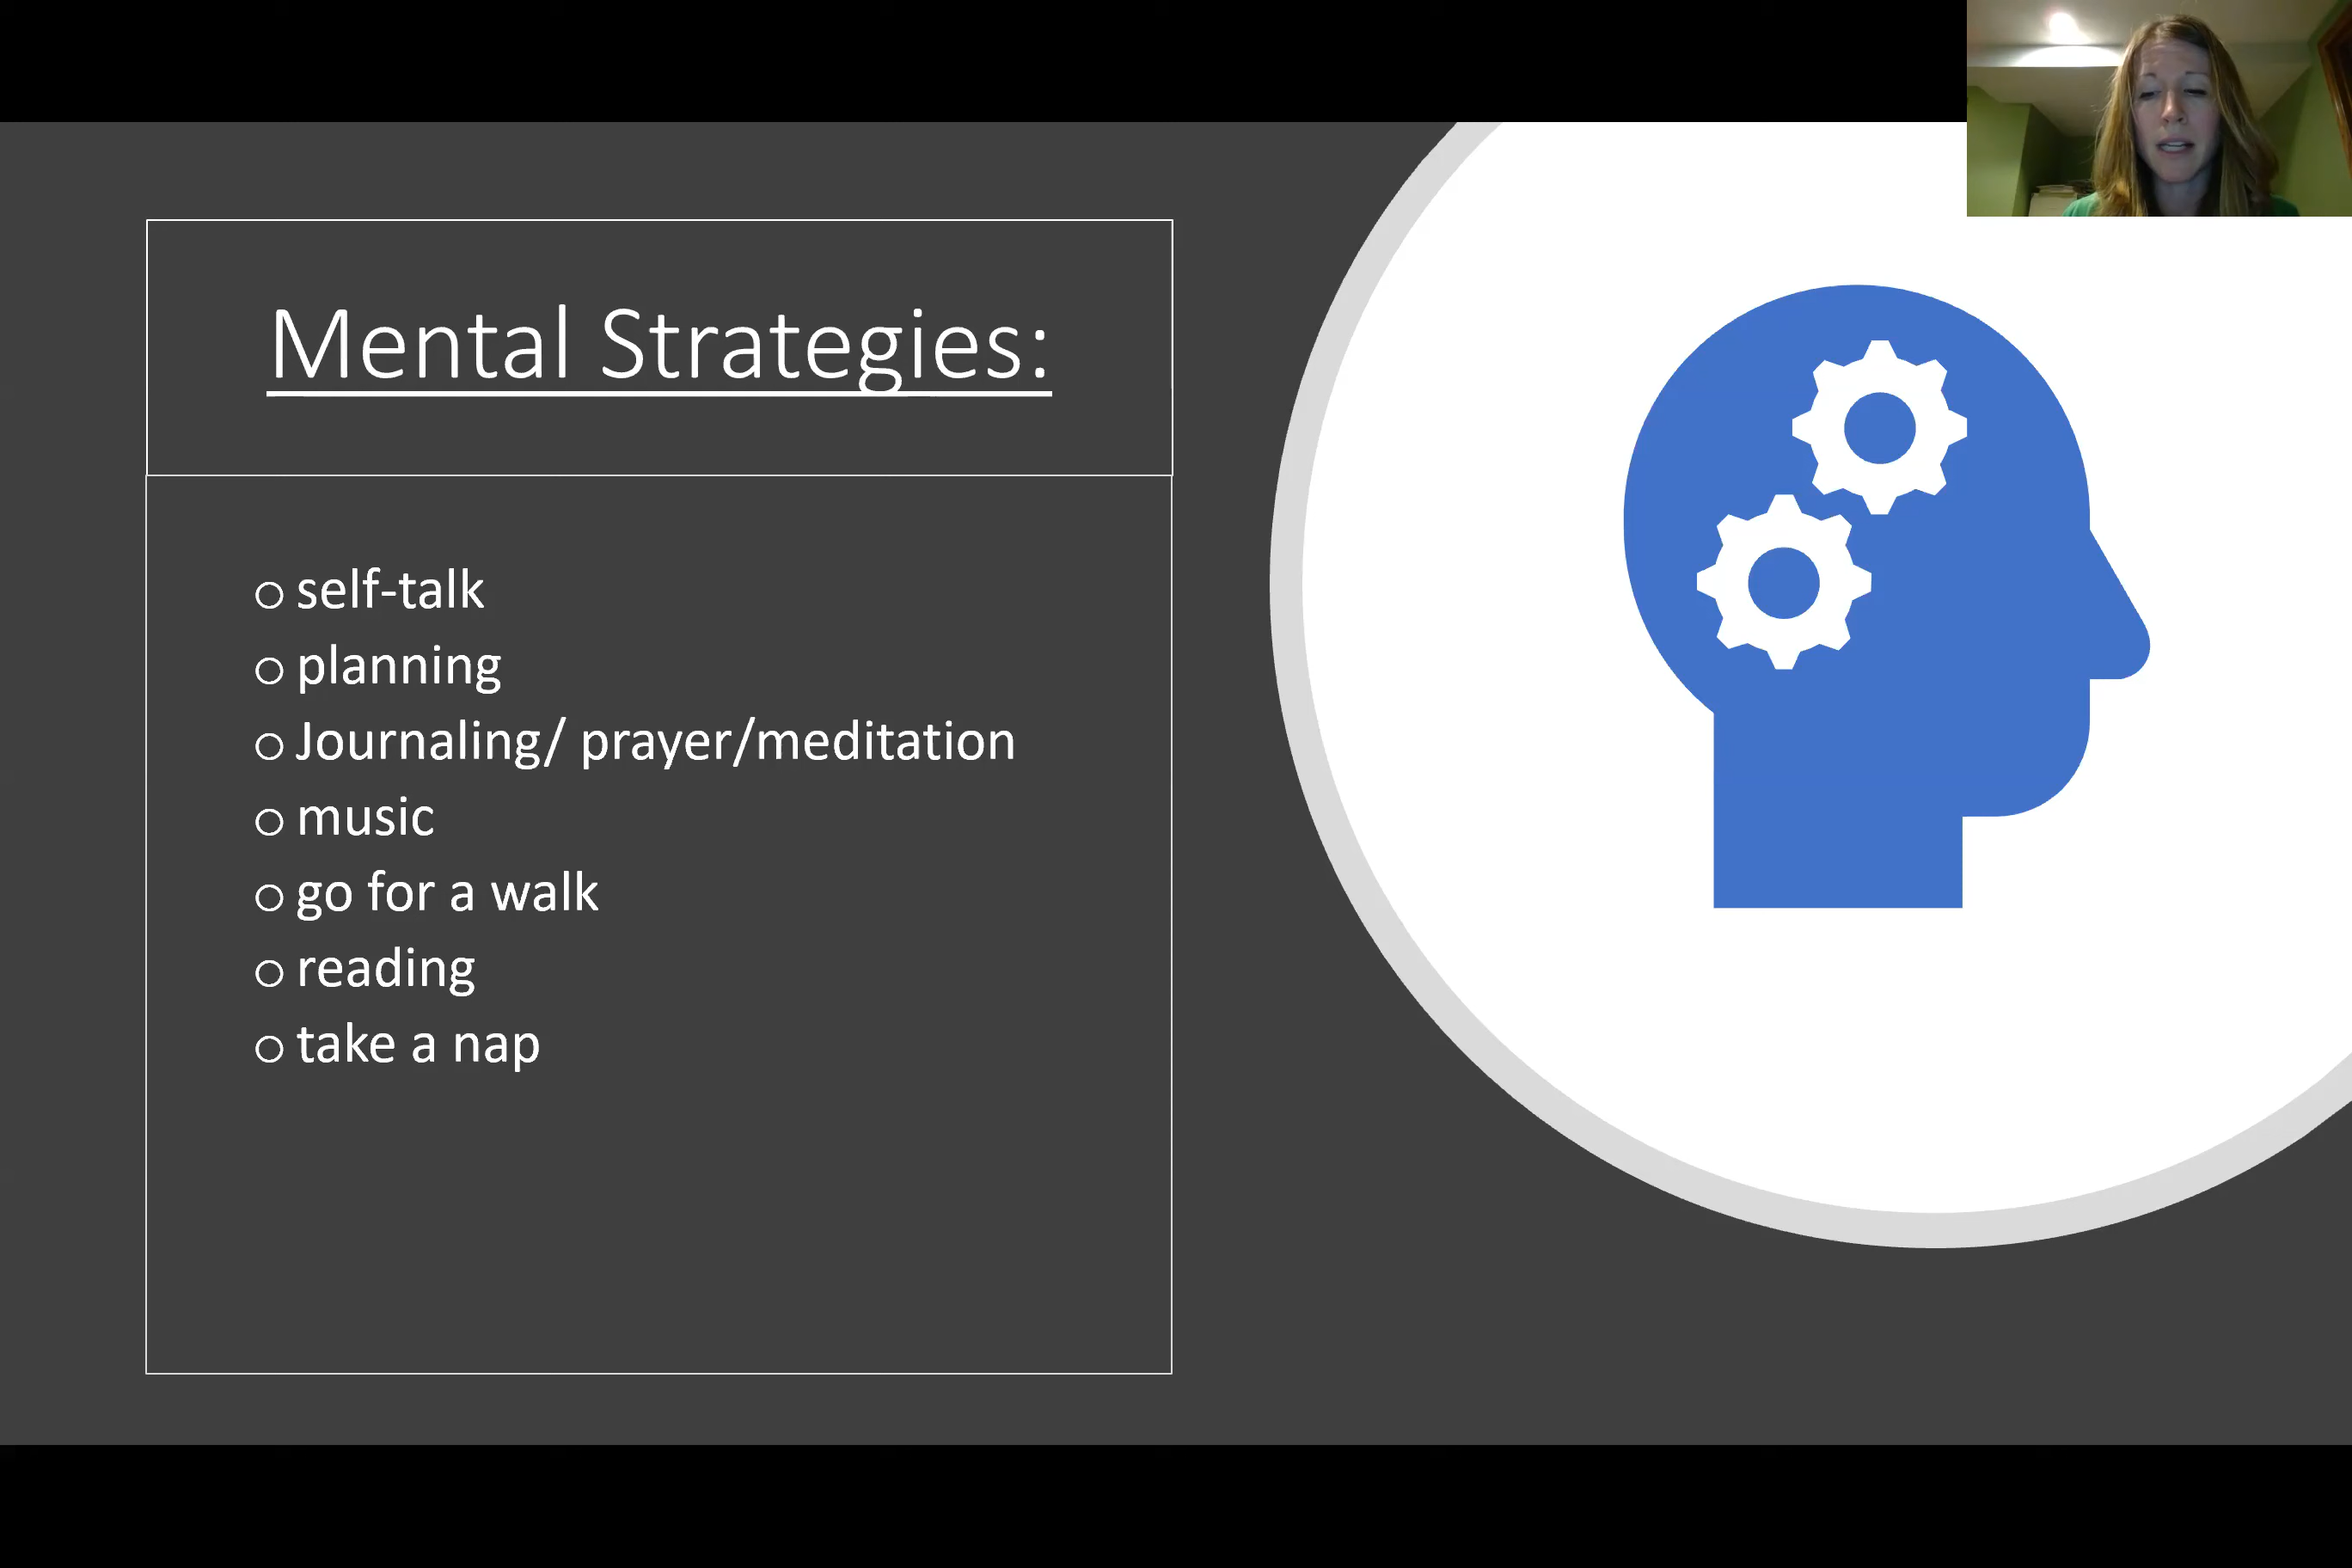 Mental Strategies:
self-talk
planning
Journaling/ prayer/meditation
music
go for a walk
reading
take a nap